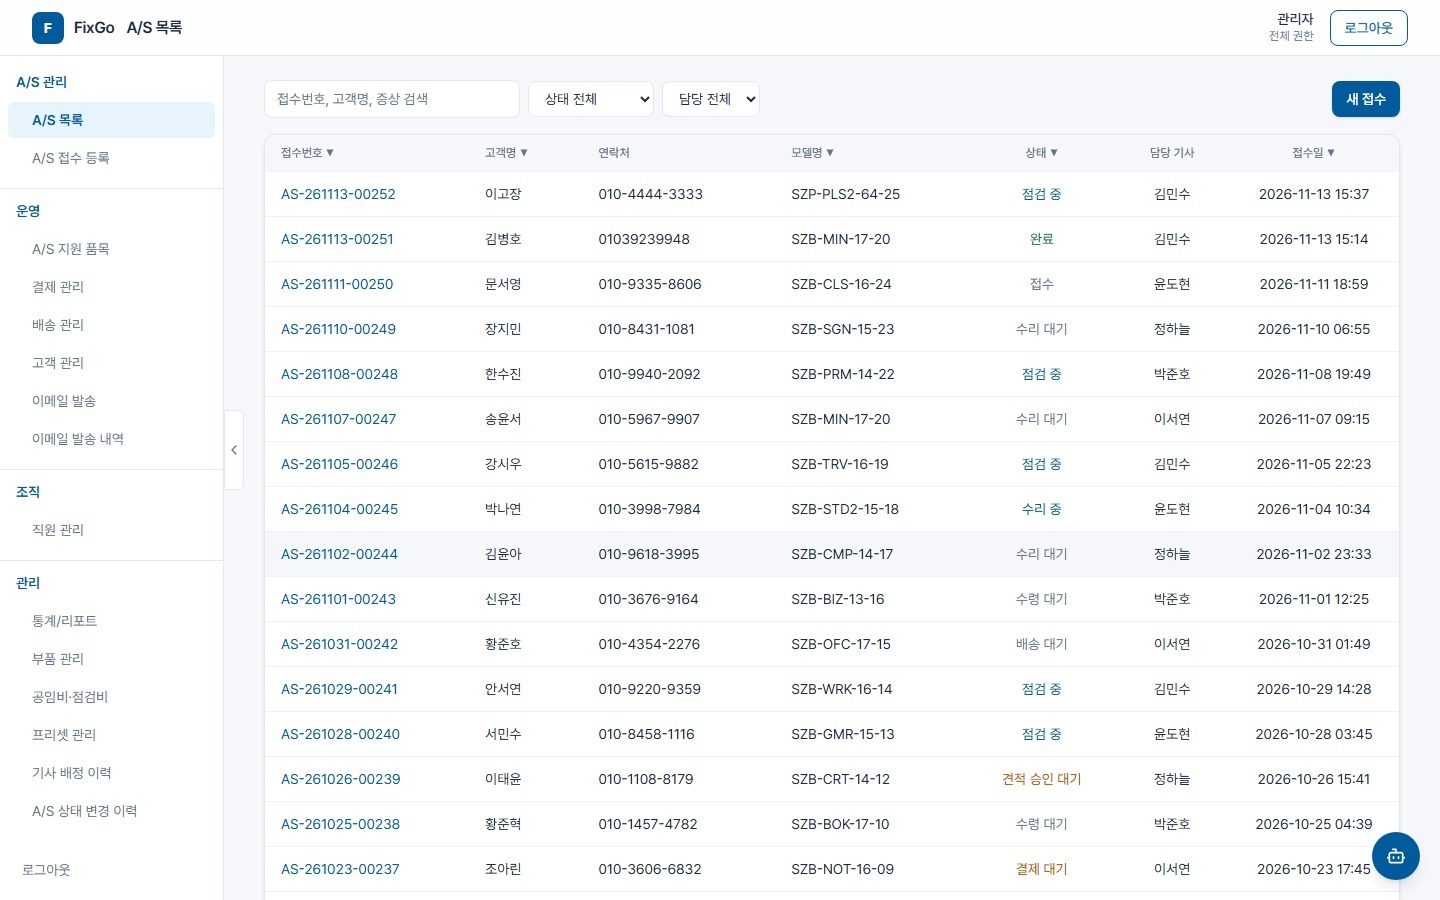 F FixGo A/S 목록
관리자
전체 권한
로그아웃
A/S 관리
A/S 목록
A/S 접수 등록
운영
A/S 지원 품목
결제 관리
배송 관리
고객 관리
이메일 발송
이메일 발송 내역
조직
직원 관리
관리
통계/리포트
부품 관리
공임비·점검비
프리셋 관리
기사 배정 이력
A/S 상태 변경 이력
로그아웃
접수번호, 고객명, 증상 검색 상태 전체 담당 전체 새 접수
접수번호 ▼ 고객명 ▼ 연락처 모델명 ▼ 상태 ▼ 담당 기사 접수일 ▼
AS-261113-00252 이고장 010-4444-3333 SZP-PLS2-64-25 점검 중 김민수 2026-11-13 15:37
AS-261113-00251 김병호 01039239948 SZB-MIN-17-20 완료 김민수 2026-11-13 15:14
AS-261111-00250 문서영 010-9335-8606 SZB-CLS-16-24 접수 윤도현 2026-11-11 18:59
AS-261110-00249 장지민 010-8431-1081 SZB-SGN-15-23 수리 대기 정하늘 2026-11-10 06:55
AS-261108-00248 한수진 010-9940-2092 SZB-PRM-14-22 점검 중 박준호 2026-11-08 19:49
AS-261107-00247 송윤서 010-5967-9907 SZB-MIN-17-20 수리 대기 이서연 2026-11-07 09:15
AS-261105-00246 강시우 010-5615-9882 SZB-TRV-16-19 점검 중 김민수 2026-11-05 22:23
AS-261104-00245 박나연 010-3998-7984 SZB-STD2-15-18 수리 중 윤도현 2026-11-04 10:34
AS-261102-00244 김윤아 010-9618-3995 SZB-CMP-14-17 수리 대기 정하늘 2026-11-02 23:33
AS-261101-00243 신유진 010-3676-9164 SZB-BIZ-13-16 수령 대기 박준호 2026-11-01 12:25
AS-261031-00242 황준호 010-4354-2276 SZB-OFC-17-15 배송 대기 이서연 2026-10-31 01:49
AS-261029-00241 안서연 010-9220-9359 SZB-WRK-16-14 점검 중 김민수 2026-10-29 14:28
AS-261028-00240 서민수 010-8458-1116 SZB-GMR-15-13 점검 중 윤도현 2026-10-28 03:45
AS-261026-00239 이태윤 010-1108-8179 SZB-CRT-14-12 견적 승인 대기 정하늘 2026-10-26 15:41
AS-261025-00238 황준혁 010-1457-4782 SZB-BOK-17-10 수령 대기 박준호 2026-10-25 04:39
AS-261023-00237 조아린 010-3606-6832 SZB-NOT-16-09 결제 대기 이서연 2026-10-23 17:45